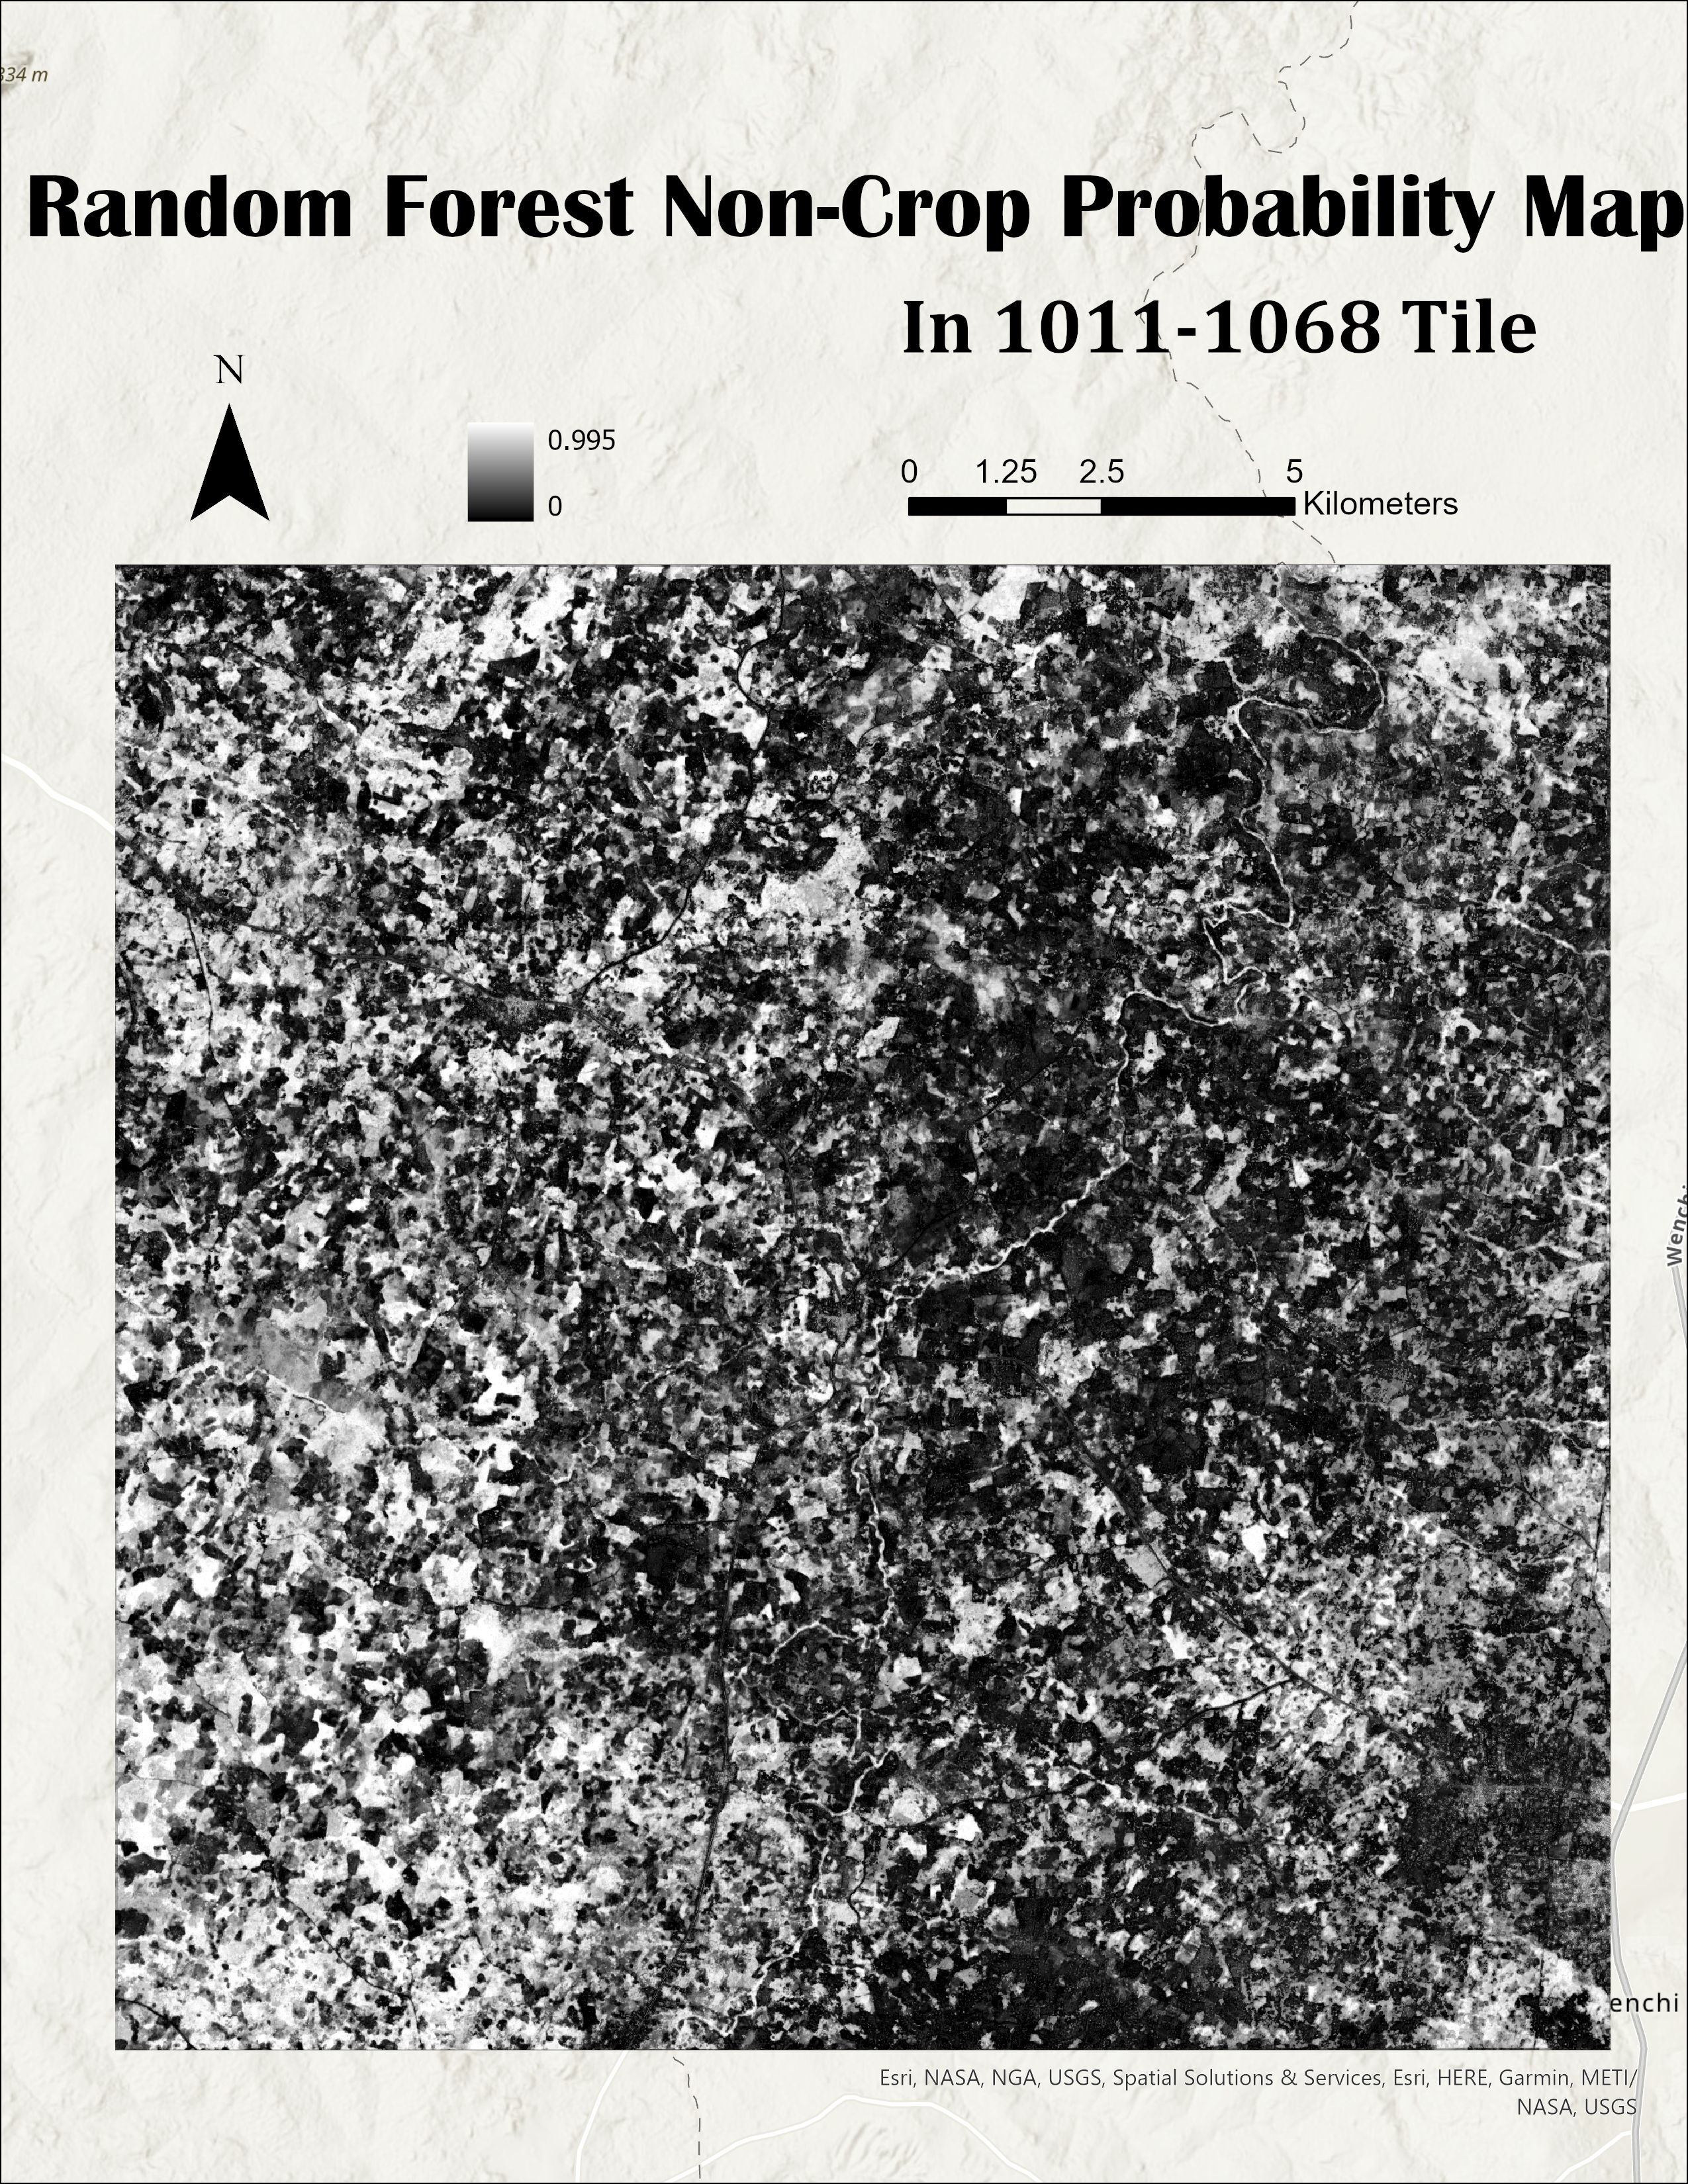 334 m
Random Forest Non-Crop Probability Map
In 1011-1068 Tile
N
0.995
0
0 1.25 2.5 5
Kilometers
Wenchi
enchi
Esri, NASA, NGA, USGS, Spatial Solutions & Services, Esri, HERE, Garmin, METI/
NASA, USGS